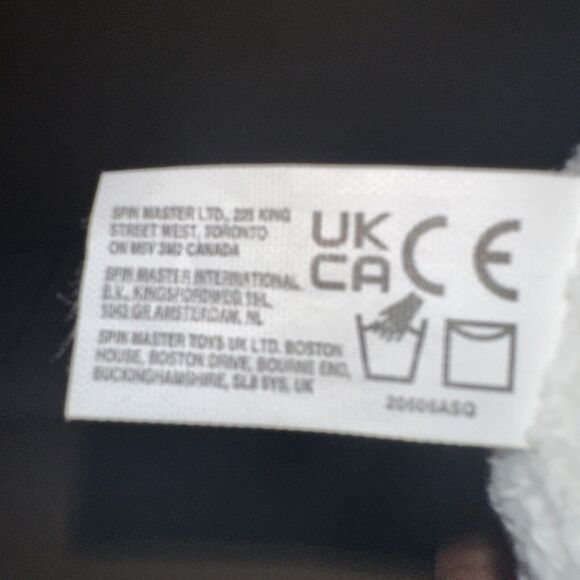 SPIN MASTER LTD., 225 KING
STREET WEST, TORONTO
ON M5V 3M2 CANADA
SPIN MASTER INTERNATIONAL
B.V., KINGSFORDWEG 151,
1043 GR AMSTERDAM, NL
SPIN MASTER TOYS UK LTD. BOSTON
HOUSE, BOSTON DRIVE, BOURNE END,
BUCKINGHAMSHIRE, SL8 5YS, UK
UK
CA
CE
20606ASQ